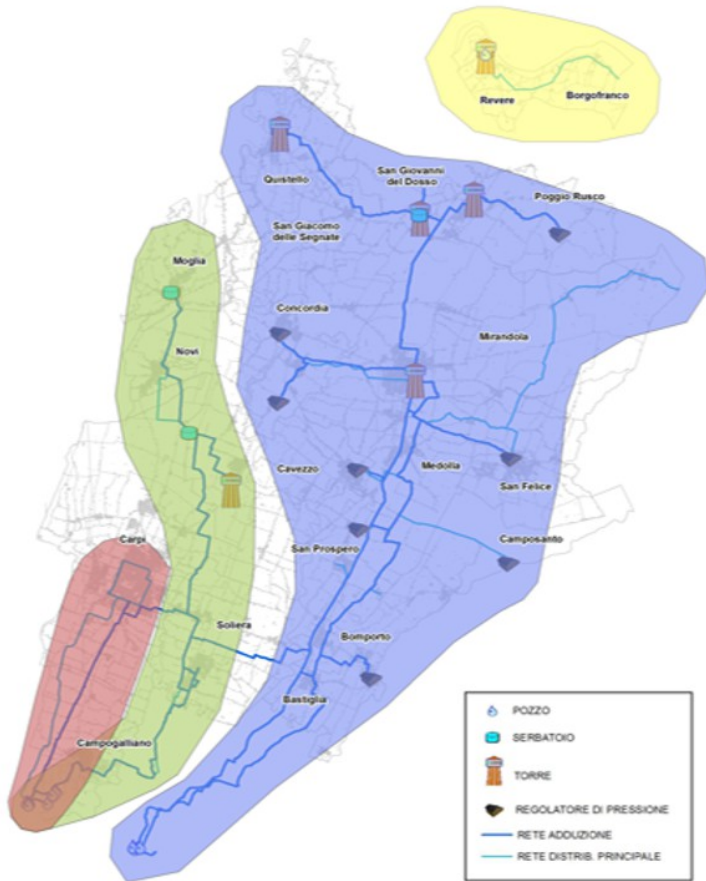 Revere
Borgofranco
Quistello
San Giovanni
del Dosso
Poggio Rusco
San Giacomo
delle Segnate
Moglia
Concordia
Mirandola
Novi
Cavezzo
Medolla
San Felice
Carpi
San Prospero
Camposanto
Soliera
Bomporto
Bastiglia
Campogalliano
POZZO
SERBATOIO
TORRE
REGOLATORE DI PRESSIONE
RETE ADDUZIONE
RETE DISTRIB. PRINCIPALE